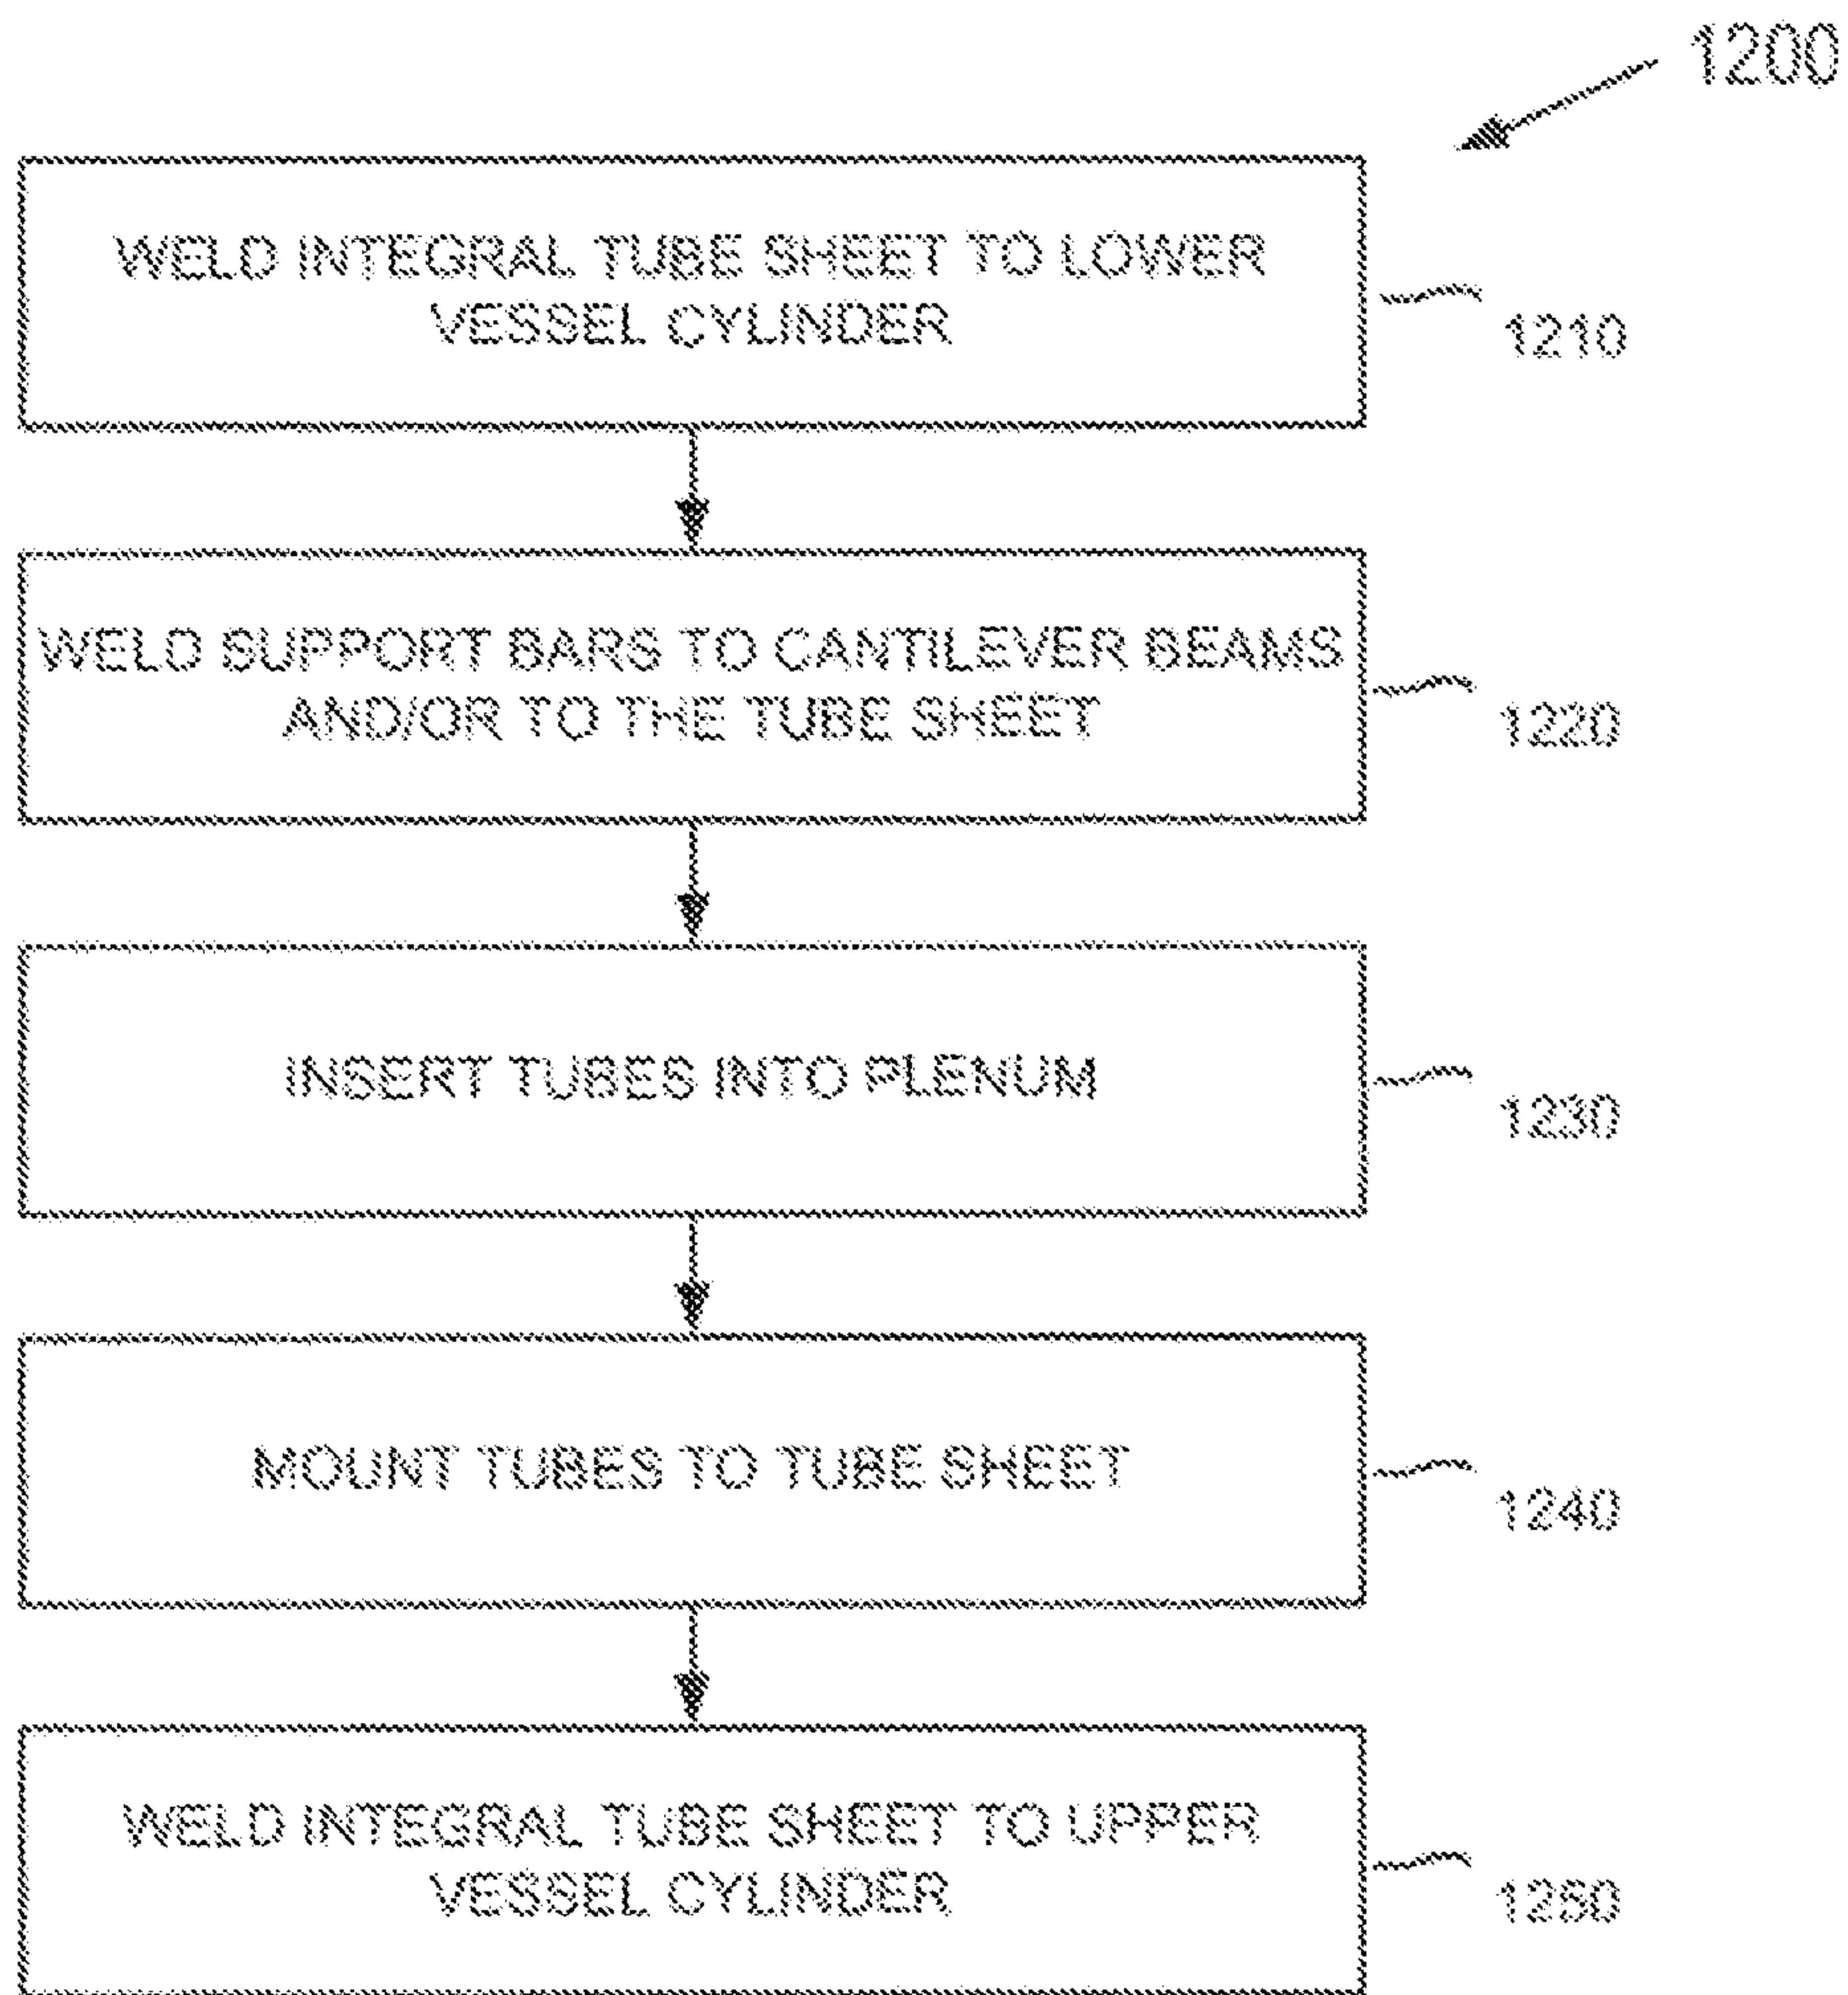 1200
WELD INTEGRAL TUBE SHEET TO LOWER
VESSEL CYLINDER
1210
WELD SUPPORT BARS TO CANTILEVER BEAMS
AND/OR TO THE TUBE SHEET
1220
INSERT TUBES INTO PLENUM
1230
MOUNT TUBES TO TUBE SHEET
1240
WELD INTEGRAL TUBE SHEET TO UPPER
VESSEL CYLINDER
1250